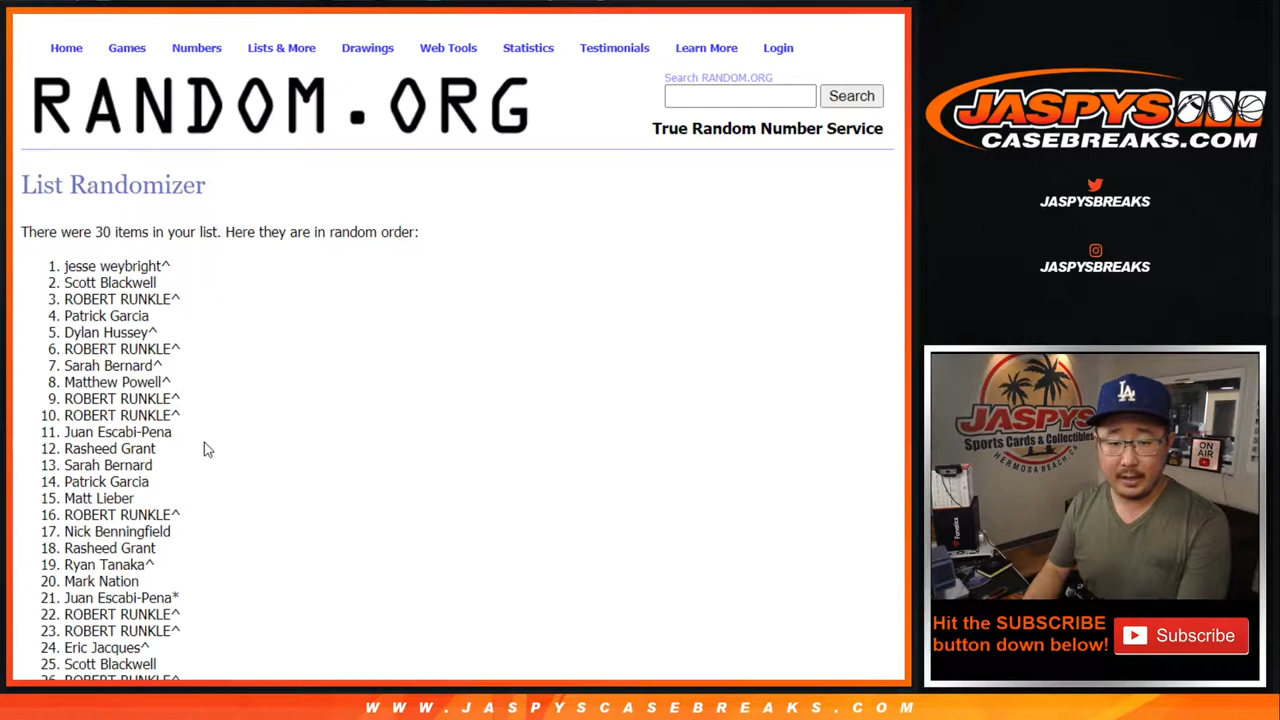 Home Games Numbers Lists & More Drawings Web Tools Statistics Testimonials Learn More Login
RANDOM.ORG
Search RANDOM.ORG
Search
True Random Number Service
List Randomizer
There were 30 items in your list. Here they are in random order:
1. jesse weybright^
2. Scott Blackwell
3. ROBERT RUNKLE^
4. Patrick Garcia
5. Dylan Hussey^
6. ROBERT RUNKLE^
7. Sarah Bernard^
8. Matthew Powell^
9. ROBERT RUNKLE^
10. ROBERT RUNKLE^
11. Juan Escabi-Pena
12. Rasheed Grant
13. Sarah Bernard
14. Patrick Garcia
15. Matt Lieber
16. ROBERT RUNKLE^
17. Nick Benningfield
18. Rasheed Grant
19. Ryan Tanaka^
20. Mark Nation
21. Juan Escabi-Pena*
22. ROBERT RUNKLE^
23. ROBERT RUNKLE^
24. Eric Jacques^
25. Scott Blackwell
26. ROBERT RUNKLE^
JASPYS
CASEBREAKS.COM
JASPYSBREAKS
JASPYSBREAKS
JASPYS
Sports Cards & Collectibles
HERMOSA BEACH, CA
ON
AIR
Fanatics
LA
Hit the SUBSCRIBE
button down below!
Subscribe
WWW.JASPYSCASEBREAKS.COM